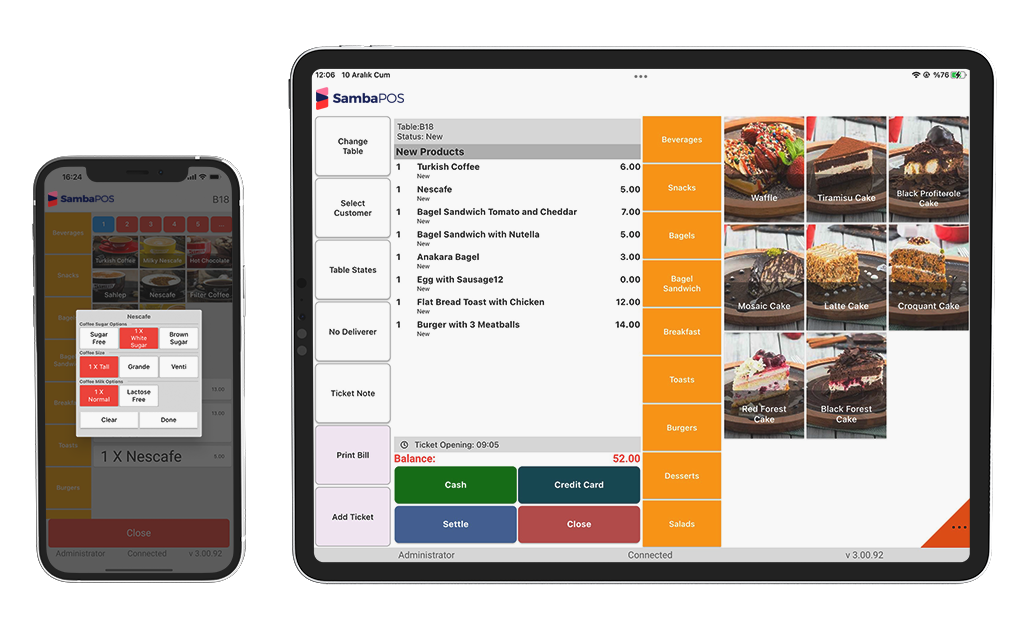 16:24
SambaPOS
B18
Beverages
1
2
3
4
5
...
Turkish Coffee
Milky Nescafe
Hot Chocolate
Snacks
Sahlep
Nescafe
Filter Coffee
Nescafe
Coffee Sugar Options
Sugar
Free
1 X
White
Sugar
Brown
Sugar
Coffee Size
1 X Tall
Grande
Venti
Coffee Milk Options
1 X
Normal
Lactose
Free
Clear
Done
15.00
15.00
Toasts
1 X Nescafe
5.00
Burgers
Close
Administrator
Connected
v 3.00.92
12:06 10 Aralık Cum
%76
SambaPOS
Change
Table
Select
Customer
Table States
No Deliverer
Ticket Note
Print Bill
Add Ticket
Table:B18
Status: New
New Products
1 Turkish Coffee 6.00
New
1 Nescafe 5.00
New
1 Bagel Sandwich Tomato and Cheddar 7.00
New
1 Bagel Sandwich with Nutella 5.00
New
1 Anakara Bagel 3.00
New
1 Egg with Sausage12 0.00
New
1 Flat Bread Toast with Chicken 12.00
New
1 Burger with 3 Meatballs 14.00
New
Ticket Opening: 09:05
Balance: 52.00
Cash
Credit Card
Settle
Close
Beverages
Snacks
Bagels
Bagel
Sandwich
Breakfast
Toasts
Burgers
Desserts
Salads
Waffle
Tiramisu Cake
Black Profiterole
Cake
Mosaic Cake
Latte Cake
Croquant Cake
Red Forest
Cake
Black Forest
Cake
Administrator
Connected
v 3.00.92